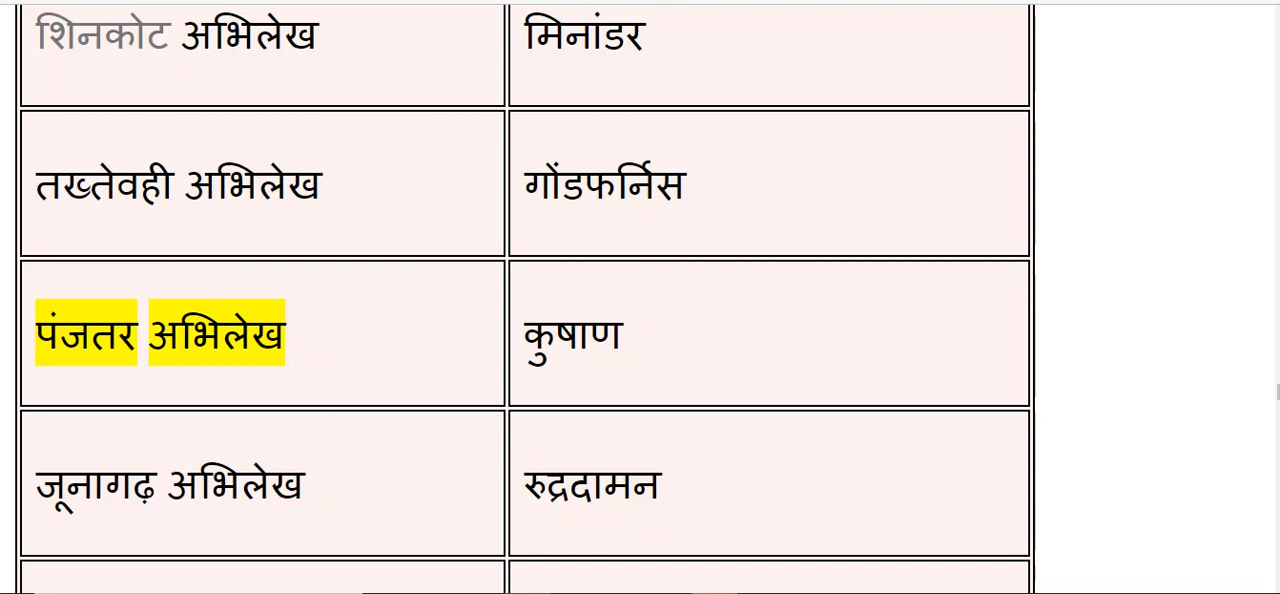 शिनकोट अभिलेख मिनांडर
तख्तेवही अभिलेख गोंडफर्निस
पंजतर अभिलेख कुषाण
जूनागढ़ अभिलेख रुद्रदामन